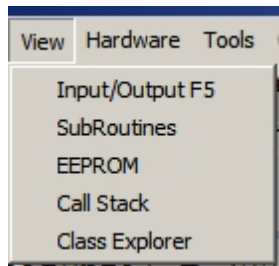 View Hardware Tools
Input/Output F5
SubRoutines
EEPROM
Call Stack
Class Explorer